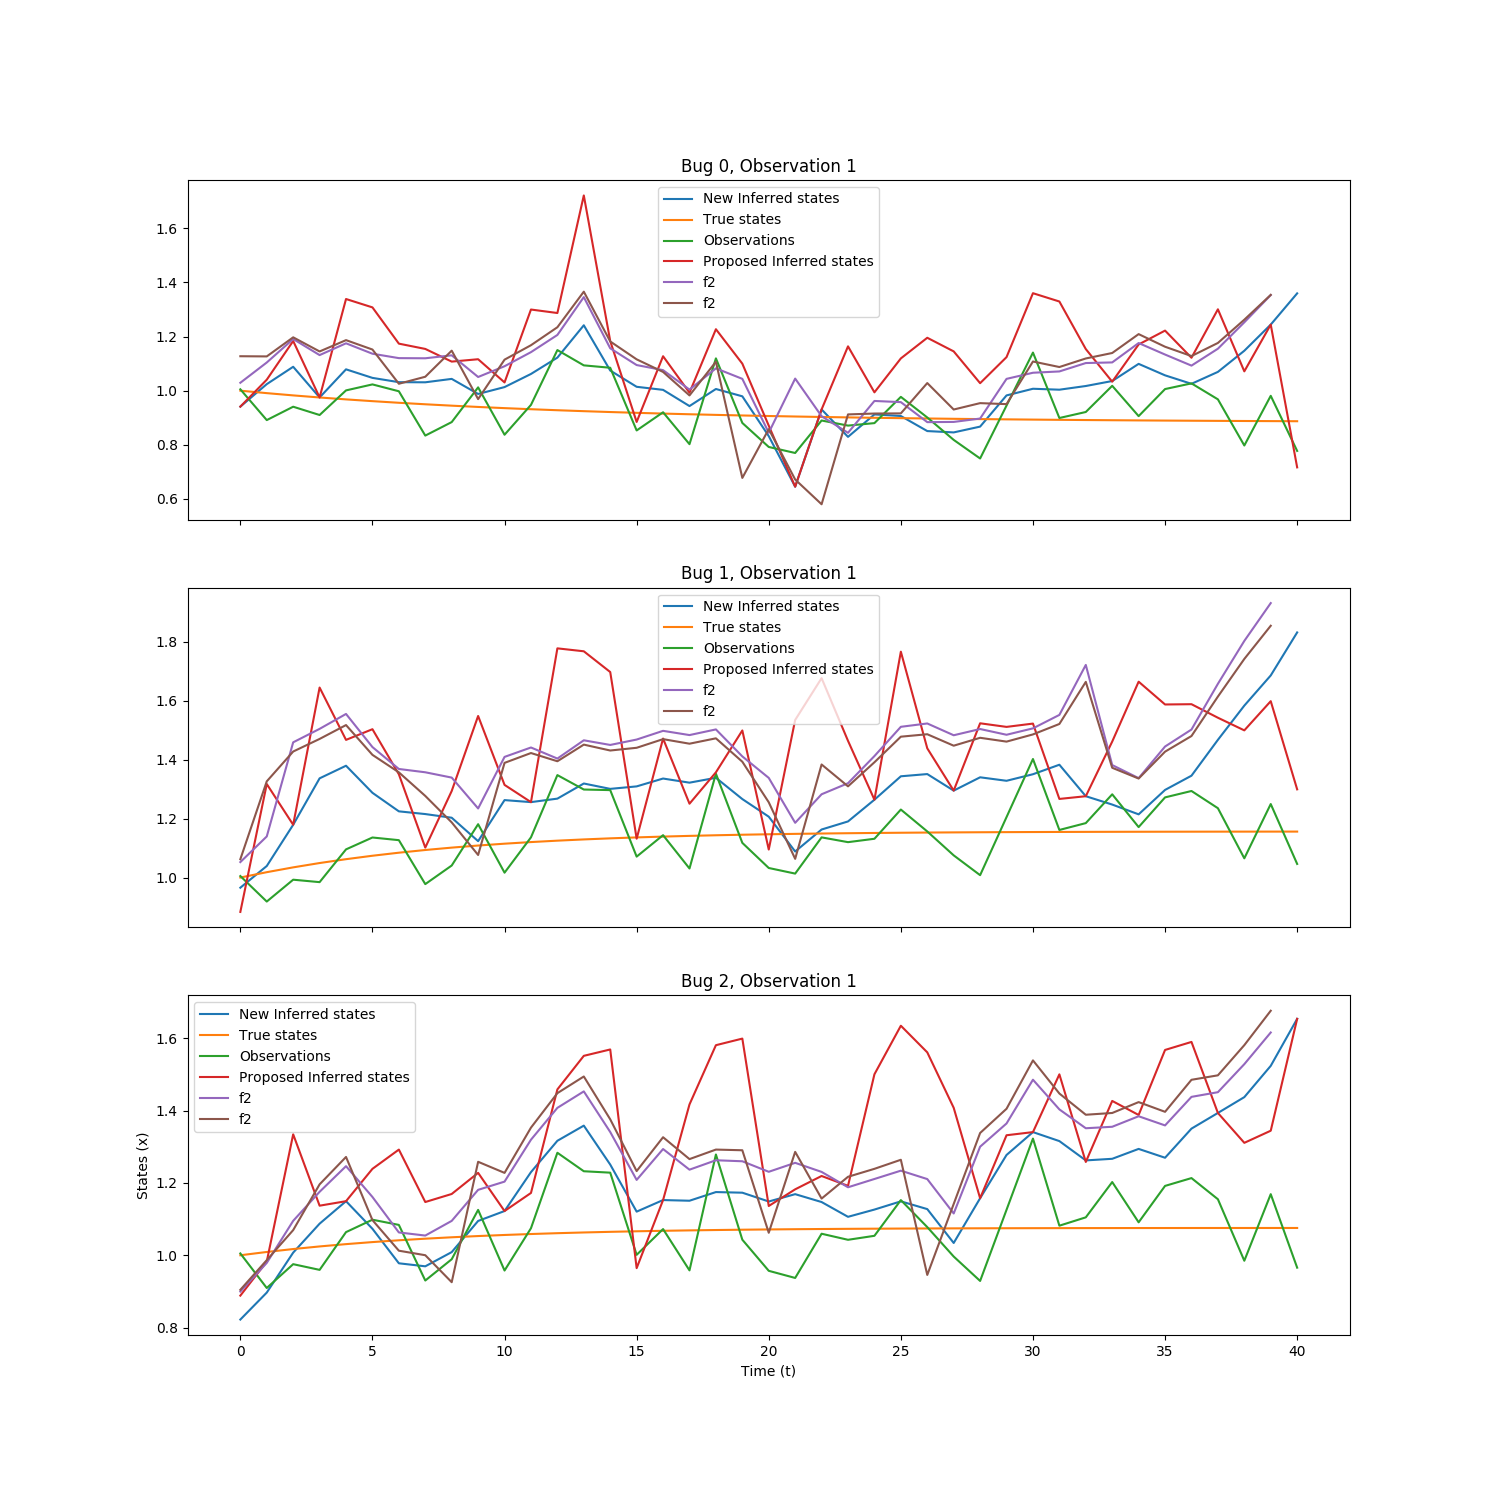 Bug 0, Observation 1
New Inferred states
True states
Observations
Proposed Inferred states
f2
f2
1.6
1.4
1.2
1.0
0.8
0.6
Bug 1, Observation 1
New Inferred states
True states
Observations
Proposed Inferred states
f2
f2
1.8
1.6
1.4
1.2
1.0
Bug 2, Observation 1
New Inferred states
True states
Observations
Proposed Inferred states
f2
f2
States (x)
1.6
1.4
1.2
1.0
0.8
0 5 10 15 20 25 30 35 40
Time (t)